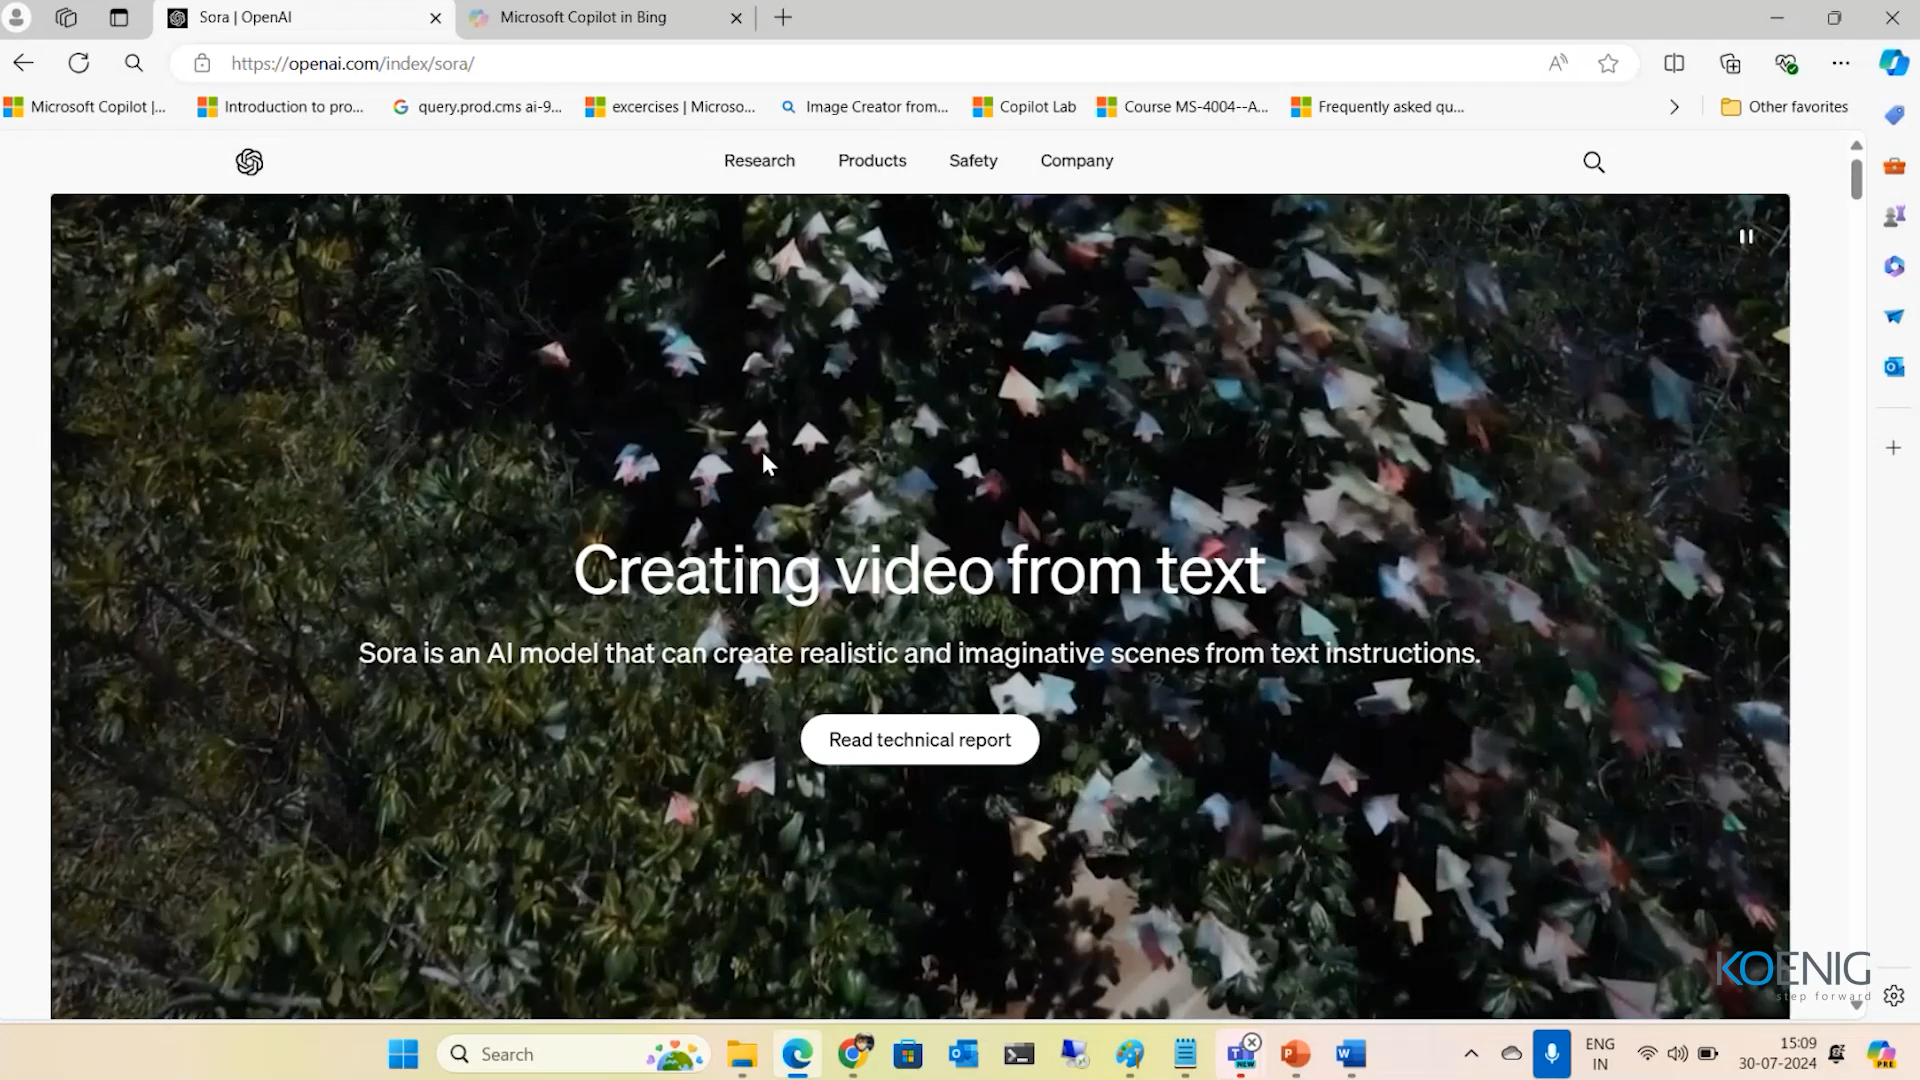 Sora | OpenAI
Microsoft Copilot in Bing
https://openai.com/index/sora/
Microsoft Copilot |...
Introduction to pro...
query.prod.cms ai-9...
excercises | Microso...
Image Creator from...
Copilot Lab
Course MS-4004--A...
Frequently asked qu...
Other favorites
Research
Products
Safety
Company
Creating video from text
Sora is an AI model that can create realistic and imaginative scenes from text instructions.
Read technical report
KOENIG
step forward
Search
NEW
ENG
IN
15:09
30-07-2024
PRE